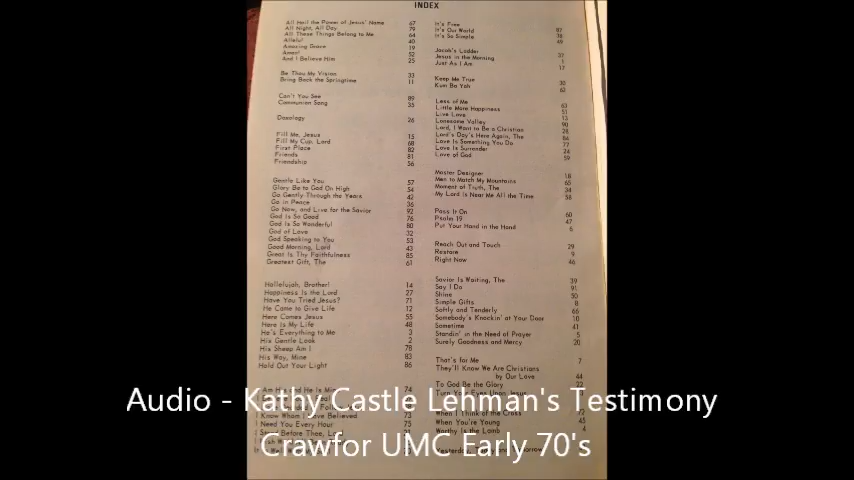 INDEX
All Hail the Power of Jesus' Name 67
All Night, All Day 79
All These Things Belong to Me 64
Allelu! 40
Amazing Grace 19
Amen! 52
And I Believe Him 25
Be Thou My Vision 33
Bring Back the Springtime 11
Can't You See 89
Communion Song 35
Doxology 26
Fill Me, Jesus 15
Fill My Cup, Lord 68
First Place 82
Friends 81
Friendship 56
Gentle Like You 57
Glory Be to God On High 54
Go Gently Through the Years 42
Go in Peace 36
Go Now, and Live for the Savior 92
God Is So Good 76
God Is So Wonderful 80
God of Love 32
God Speaking to You 53
Good Morning, Lord 43
Great Is Thy Faithfulness 85
Greatest Gift, The 61
Hallelujah, Brother! 14
Happiness Is the Lord 27
Have You Tried Jesus? 71
He Came to Give Life 12
Here Comes Jesus 55
Here Is My Life 48
He's Everything to Me 3
His Gentle Look 2
His Sheep Am I 78
His Way, Mine 83
Hold Out Your Light 86
Am His and He Is Mine 74
I Know Whom I Have Believed 73
I Need You Every Hour 75
It's Free
It's Our World 87
It's So Simple
Jacob's Ladder
Jesus in the Morning
Just As I Am
Keep Me True 30
Kum Ba Yah 62
Less of Me
Little More Happiness 63
Live Love 51
Lonesome Valley 13
Lord, I Want to Be a Christian 90
Lord's Day's Here Again, The
Love Is Something You Do
Love Is Surrender
Love of God 59
Master Designer 18
Men to Match My Mountains 65
Moment of Truth, The 34
My Lord Is Near Me All the Time 58
Pass It On 60
Psalm 19 47
Put Your Hand in the Hand 6
Reach Out and Touch 29
Restore 9
Right Now 46
Savior Is Waiting, The 39
Say I Do 91
Shine 50
Simple Gifts 8
Softly and Tenderly 66
Somebody's Knockin' at Your Door 10
Sometime 41
Standin' in the Need of Prayer 5
Surely Goodness and Mercy 20
That's for Me 7
They'll Know We Are Christians
by Our Love 44
To God Be the Glory 22
Turn Your Eyes Upon Jesus
When I Think of the Cross
When You're Young 45
Worthy Is the Lamb 4
Audio - Kathy Castle Lehman's Testimony
Crawfor UMC Early 70's